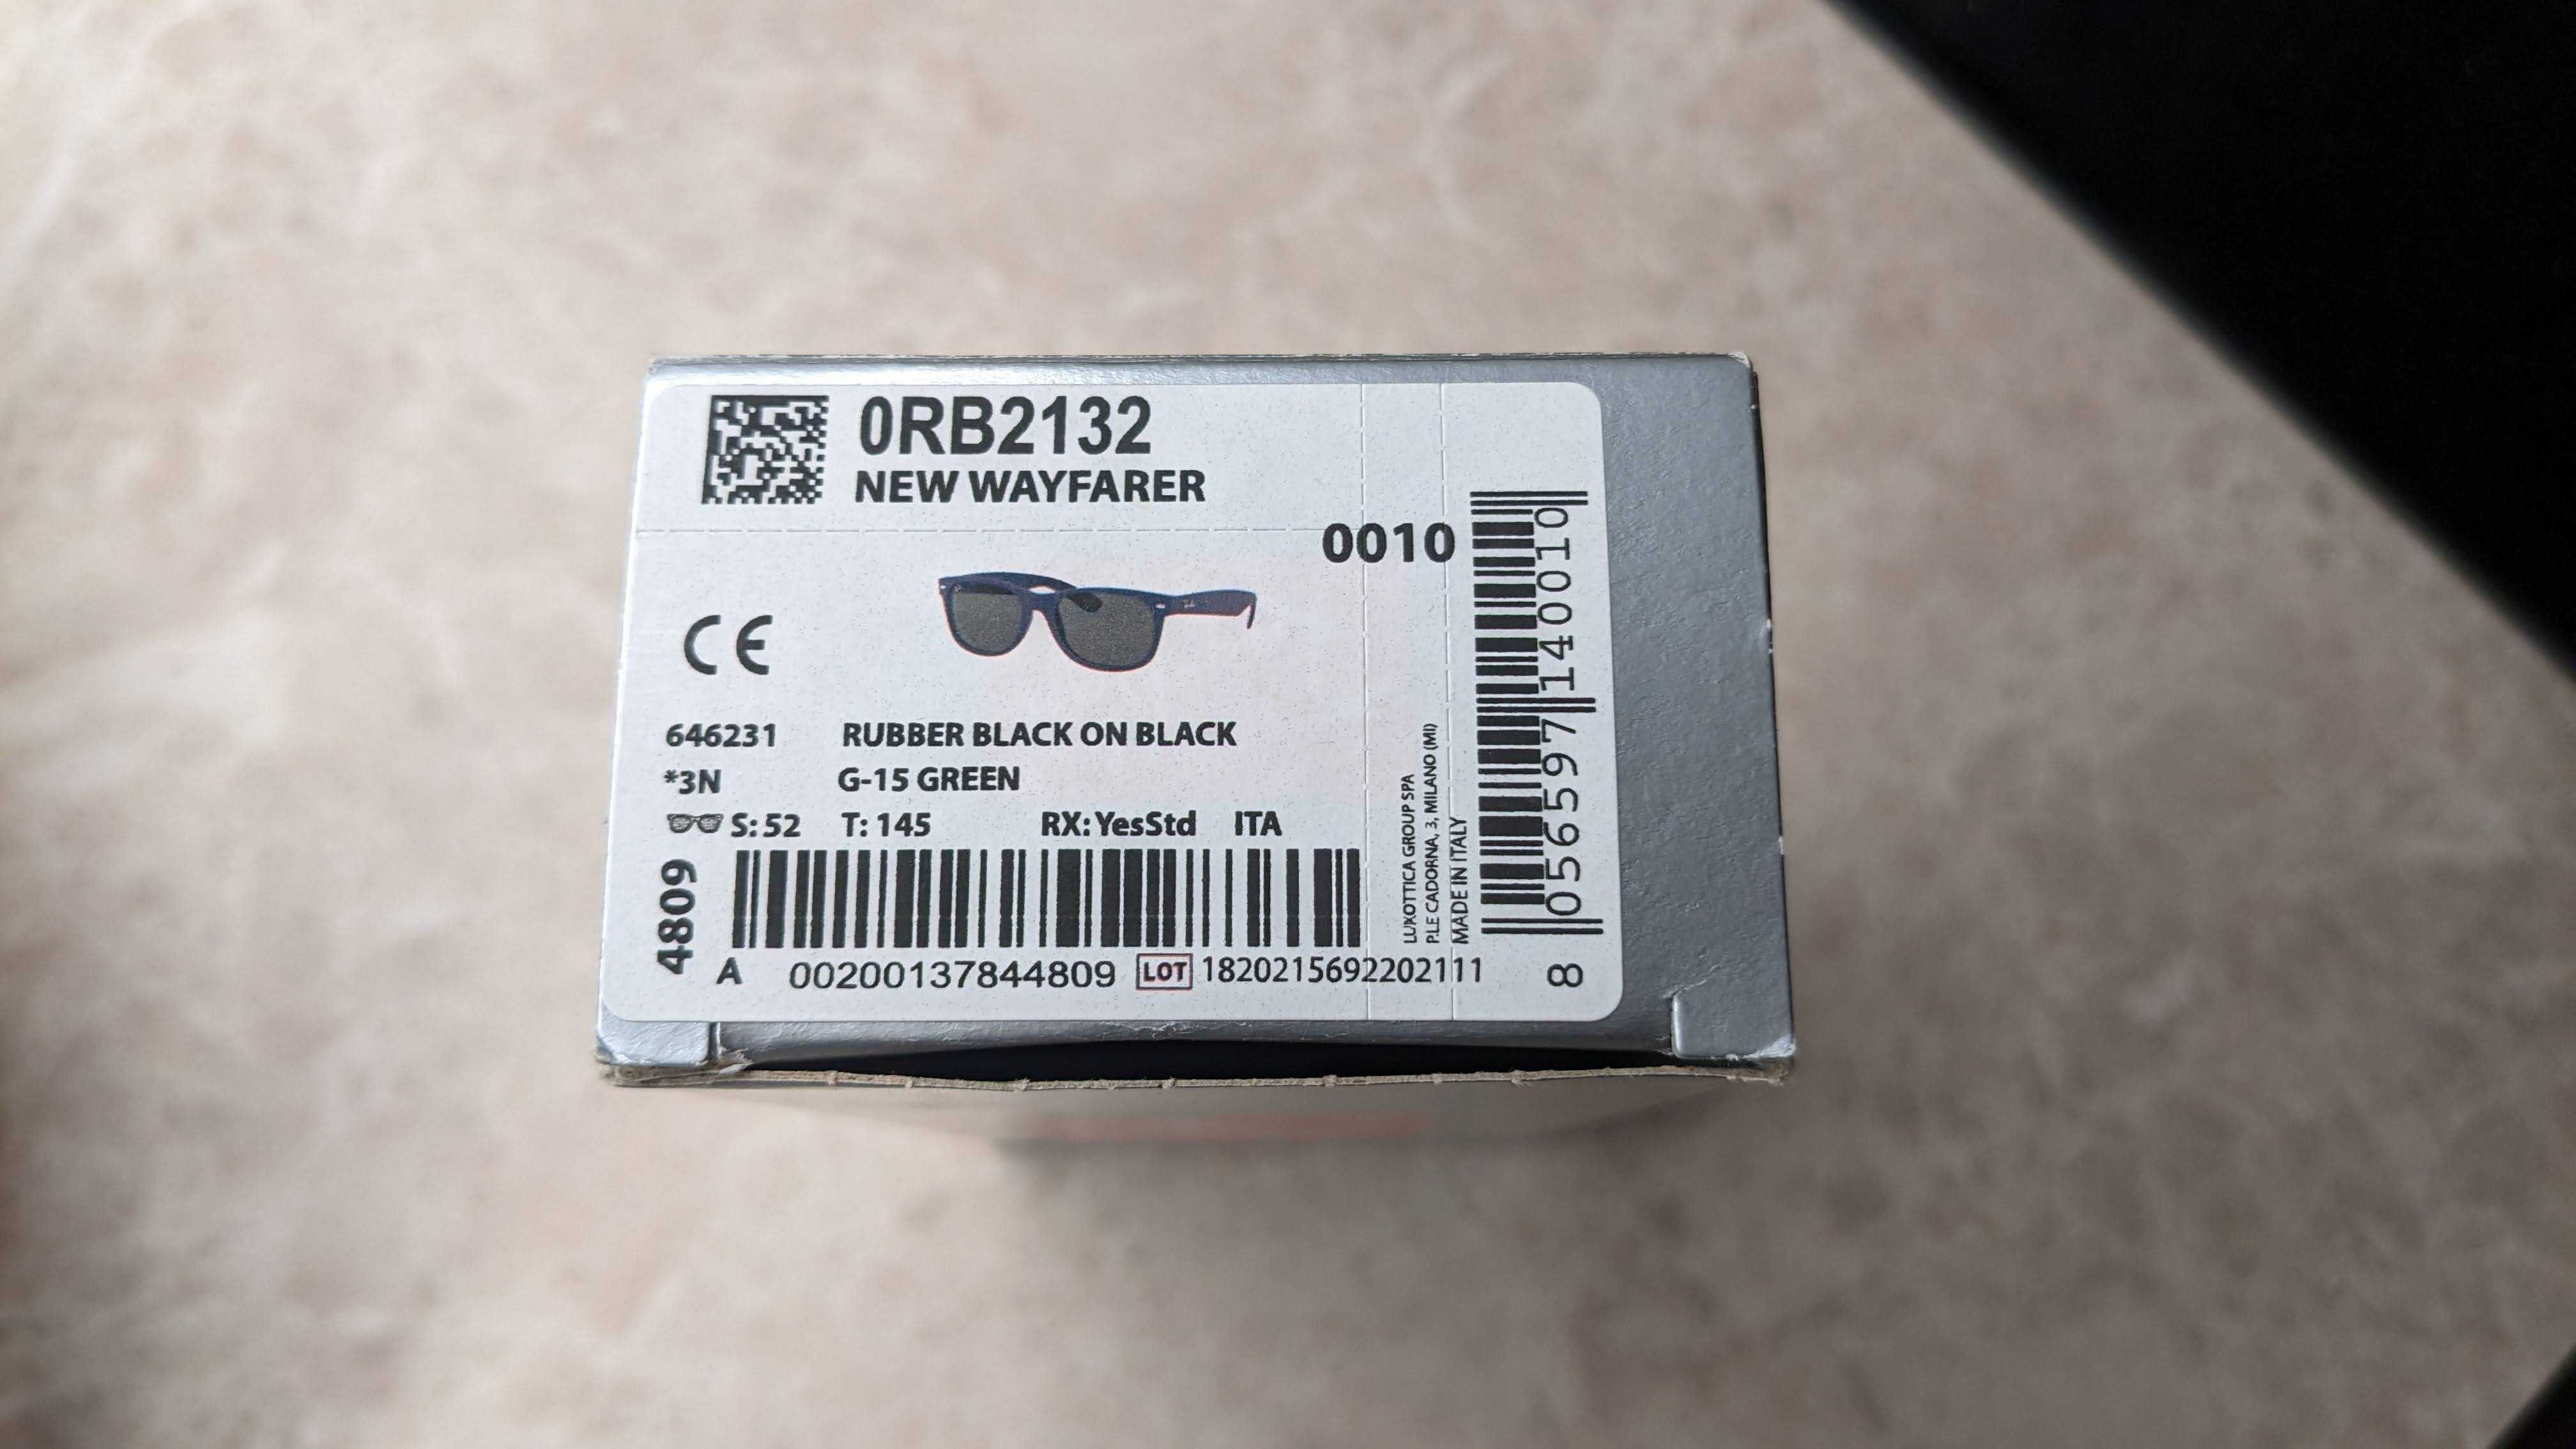 0RB2132
NEW WAYFARER
0010
CE
646231 RUBBER BLACK ON BLACK
*3N G-15 GREEN
S: 52 T: 145 RX: YesStd ITA
4809
A 00200137844809 LOT 1820215692202111
LUXOTTICA GROUP SPA
P.LE CADORNA, 3, MILANO (MI)
MADE IN ITALY
8 056597 140010